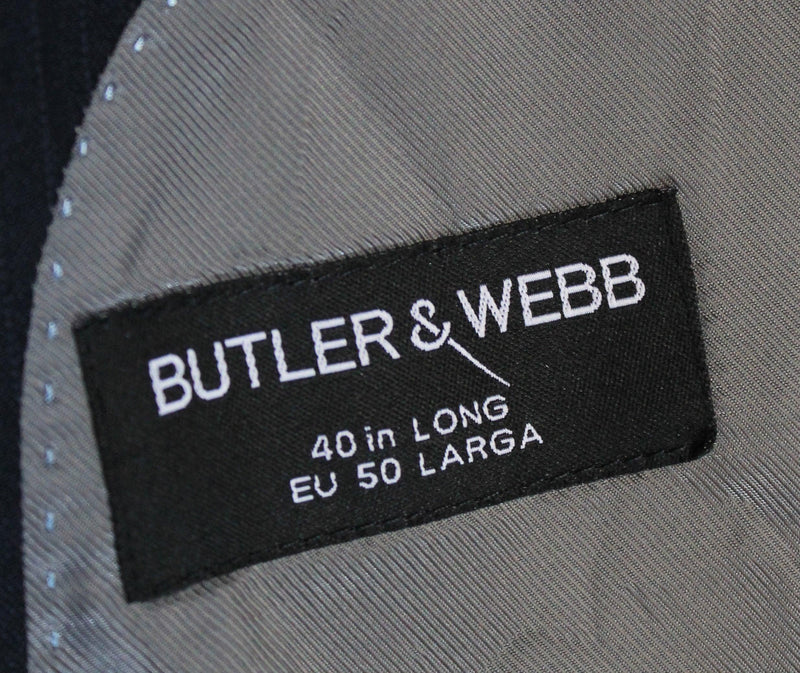 BUTLER & WEBB
40 in LONG
EU 50 LARGA